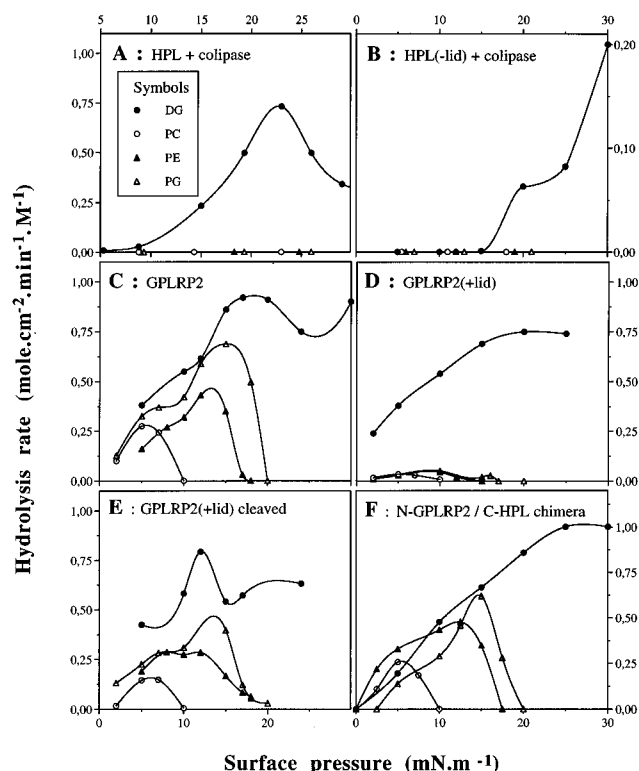 5 10 15 20 25
0 10 20 30
A : HPL + colipase
B : HPL(-lid) + colipase
Symbols
DG
PC
PE
PG
1,00
0,75
0,50
0,25
0,00
0,20
0,10
0,00
C : GPLRP2
D : GPLRP2(+lid)
1,00
0,75
0,50
0,25
0,00
1,00
0,75
0,50
0,25
0,00
E : GPLRP2(+lid) cleaved
F : N-GPLRP2 / C-HPL chimera
1,00
0,75
0,50
0,25
0,00
1,00
0,75
0,50
0,25
0,00
0 5 10 15 20 25
0 10 20 30
Hydrolysis rate (mole.cm-2.min-1.M-1)
Surface pressure (mN.m -1)